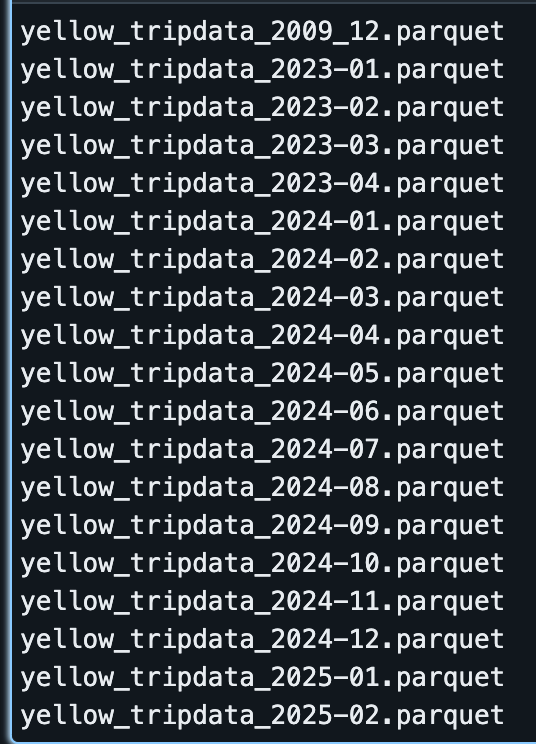 yellow_tripdata_2009_12.parquet
yellow_tripdata_2023-01.parquet
yellow_tripdata_2023-02.parquet
yellow_tripdata_2023-03.parquet
yellow_tripdata_2023-04.parquet
yellow_tripdata_2024-01.parquet
yellow_tripdata_2024-02.parquet
yellow_tripdata_2024-03.parquet
yellow_tripdata_2024-04.parquet
yellow_tripdata_2024-05.parquet
yellow_tripdata_2024-06.parquet
yellow_tripdata_2024-07.parquet
yellow_tripdata_2024-08.parquet
yellow_tripdata_2024-09.parquet
yellow_tripdata_2024-10.parquet
yellow_tripdata_2024-11.parquet
yellow_tripdata_2024-12.parquet
yellow_tripdata_2025-01.parquet
yellow_tripdata_2025-02.parquet